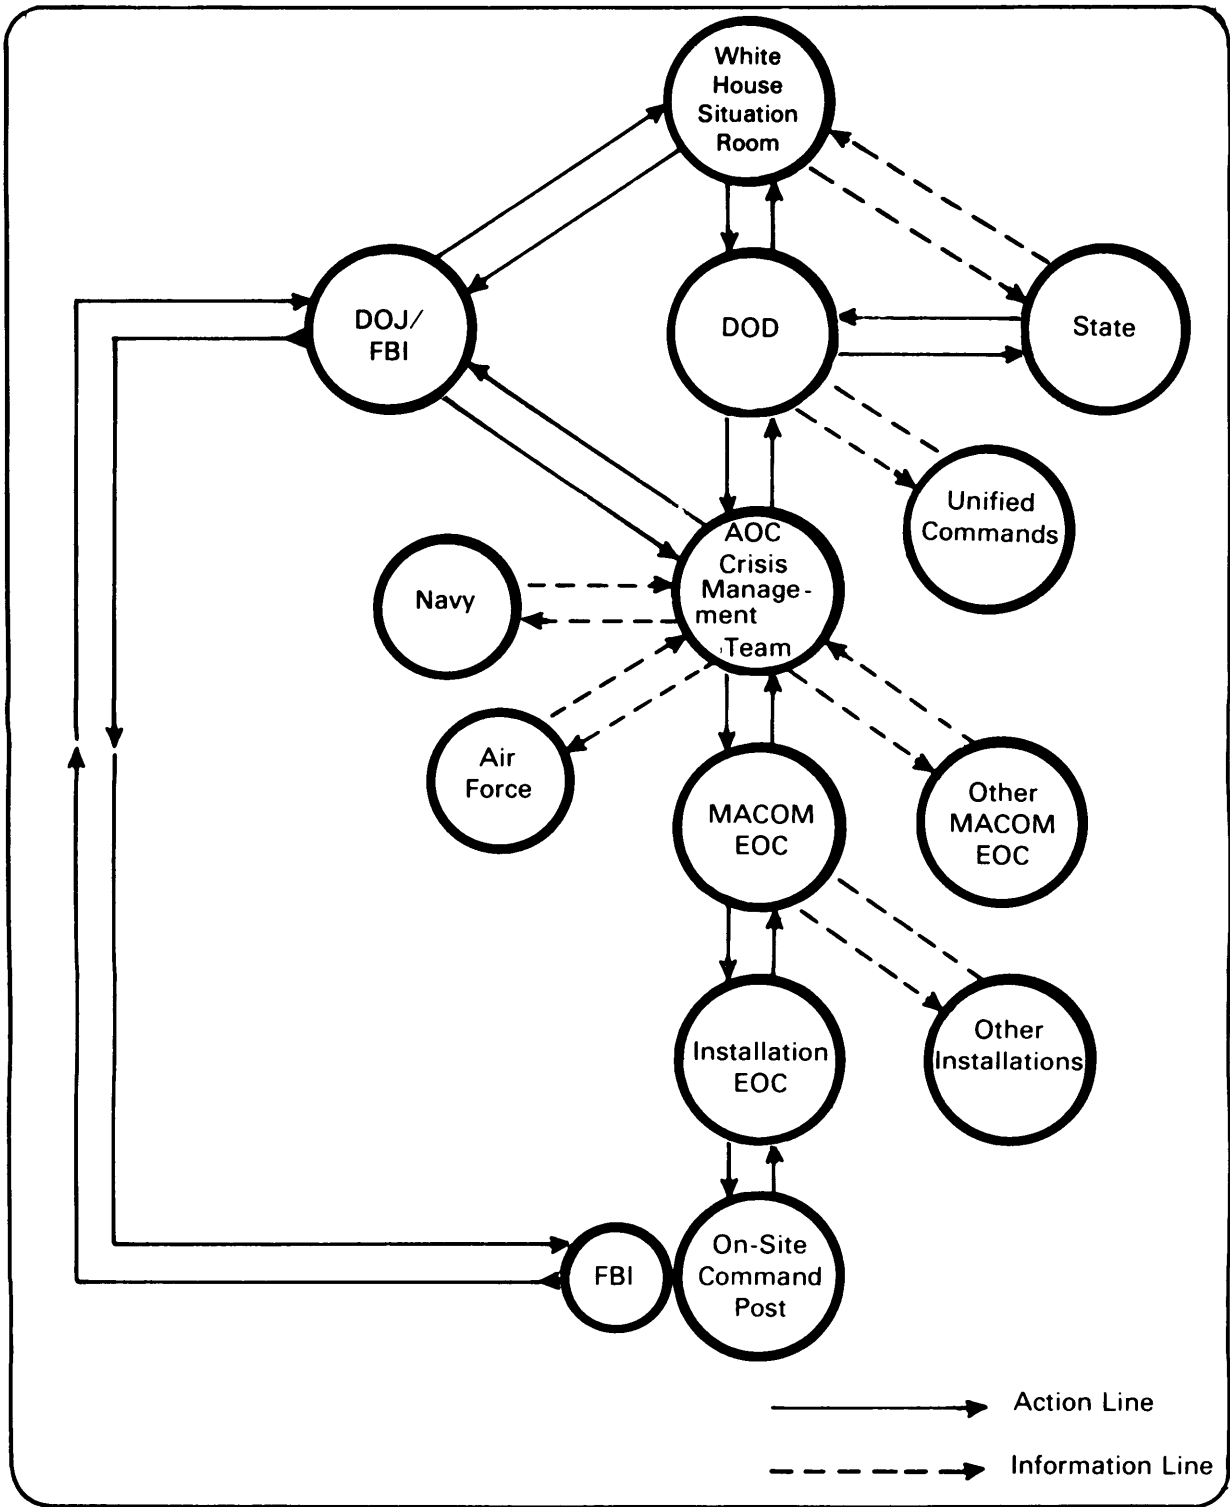 White
House
Situation
Room
DOJ/
FBI
DOD
State
Unified
Commands
AOC
Crisis
Manage-
ment
Team
Navy
Air
Force
MACOM
EOC
Other
MACOM
EOC
Installation
EOC
Other
Installations
FBI
On-Site
Command
Post
Action Line
Information Line